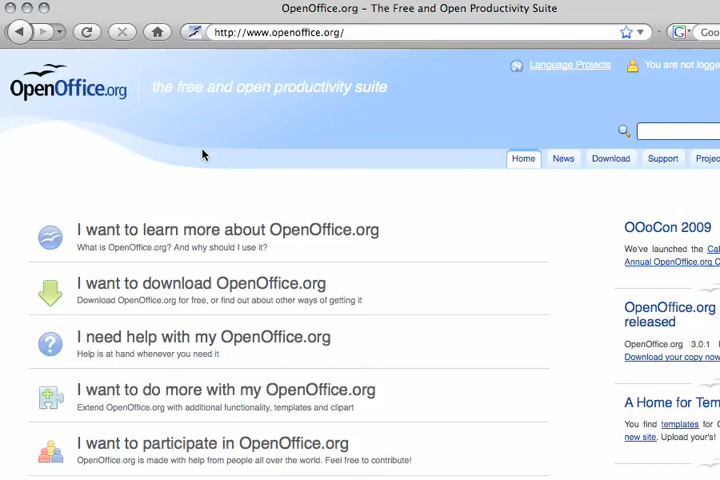 OpenOffice.org - The Free and Open Productivity Suite
http://www.openoffice.org/
G
Goo
OpenOffice.org
the free and open productivity suite
Language Projects
You are not logge
Home
News
Download
Support
Projec
I want to learn more about OpenOffice.org
What is OpenOffice.org? And why should I use it?
I want to download OpenOffice.org
Download OpenOffice.org for free, or find out about other ways of getting it
I need help with my OpenOffice.org
Help is at hand whenever you need it
I want to do more with my OpenOffice.org
Extend OpenOffice.org with additional functionality, templates and clipart
I want to participate in OpenOffice.org
OpenOffice.org is made with help from people all over the world. Feel free to contribute!
OOoCon 2009
We've launched the Cal
Annual OpenOffice.org C
OpenOffice.org
released
OpenOffice.org 3.0.1
Download your copy now
A Home for Tem
You find templates for O
new site. Upload your's!